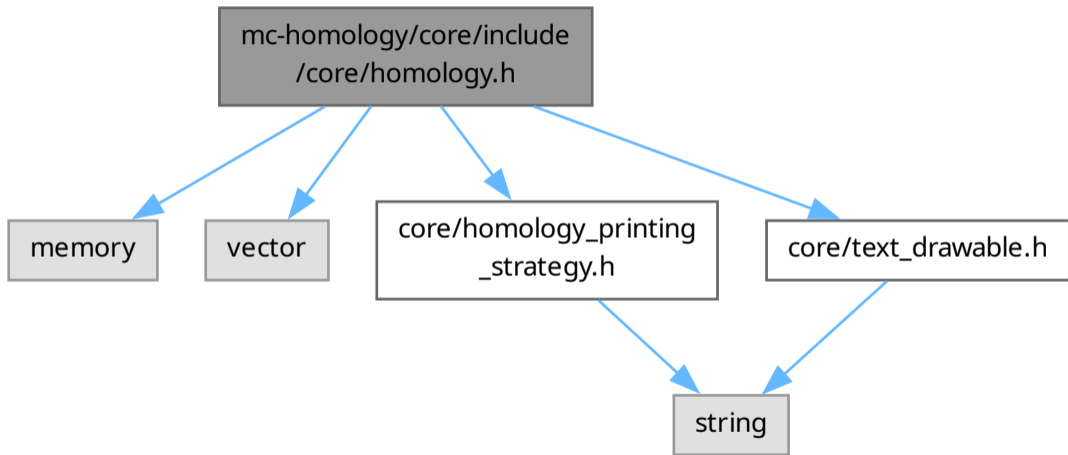 mc-homology/core/include
/core/homology.h
memory
vector
core/homology_printing
_strategy.h
core/text_drawable.h
string